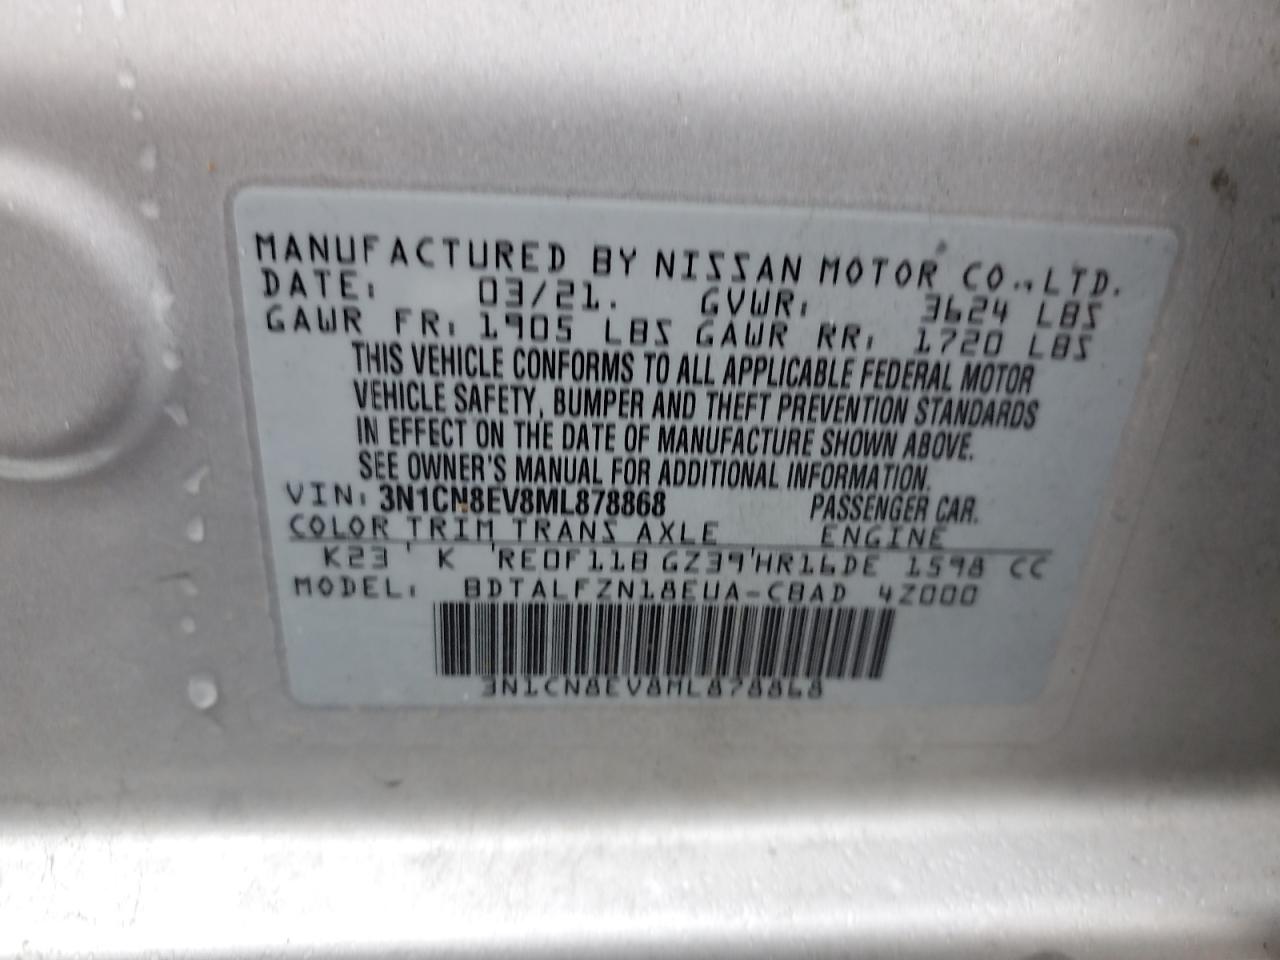 MANUFACTURED BY NISSAN MOTOR CO.,LTD.
DATE: 03/21. GVWR: 3624 LBS
GAWR FR: 1905 LBS GAWR RR: 1720 LBS
THIS VEHICLE CONFORMS TO ALL APPLICABLE FEDERAL MOTOR
VEHICLE SAFETY, BUMPER AND THEFT PREVENTION STANDARDS
IN EFFECT ON THE DATE OF MANUFACTURE SHOWN ABOVE.
SEE OWNER'S MANUAL FOR ADDITIONAL INFORMATION.
VIN: 3N1CN8EV8ML878868 PASSENGER CAR.
COLOR TRIM TRANS AXLE ENGINE
K23 ' K 'RE0F11B GZ39'HR16DE 1598 CC
MODEL: BDTALFZN18EUA-CBAD 4Z000
3N1CN8EV8ML878868